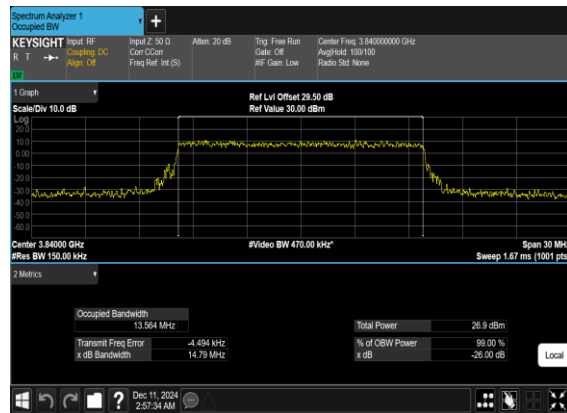 Spectrum Analyzer 1
Occupied BW
KEYSIGHT Input: RF Input Z: 50 Ω Atten: 20 dB Trig: Free Run Center Freq: 3.840000000 GHz
R T Coupling: DC Corr CCorr Gate: Off Avg|Hold: 100/100
Align: Off Freq Ref: Int (S) #IF Gain: Low Radio Std: None
1 Graph
Ref Lvl Offset 29.50 dB
Scale/Div 10.0 dB Ref Value 30.00 dBm
Log
20.0
10.0
0.00
-10.0
-20.0
-30.0
-40.0
-50.0
-60.0
Center 3.84000 GHz #Video BW 470.00 kHz* Span 30 MHz
#Res BW 150.00 kHz Sweep 1.67 ms (1001 pts
2 Metrics
Occupied Bandwidth
13.564 MHz Total Power 26.9 dBm
Transmit Freq Error -4.494 kHz % of OBW Power 99.00 %
x dB Bandwidth 14.79 MHz x dB -26.00 dB
Local
? Dec 11, 2024
2:57:34 AM